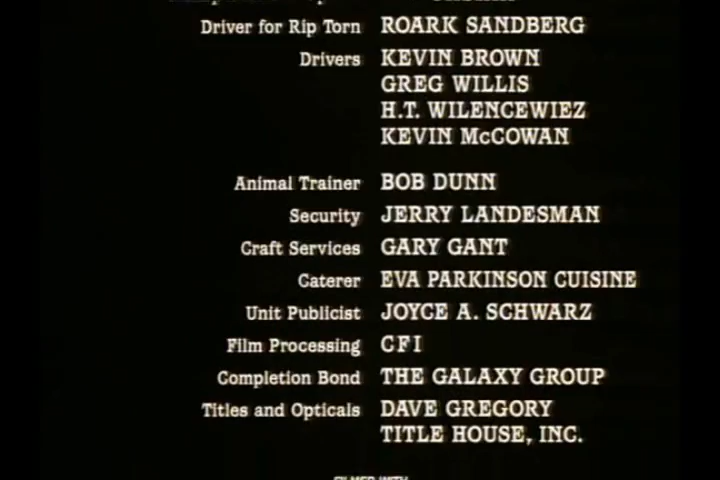 Driver for Rip Torn ROARK SANDBERG
Drivers KEVIN BROWN
GREG WILLIS
H.T. WILENCEWIEZ
KEVIN McCOWAN
Animal Trainer BOB DUNN
Security JERRY LANDESMAN
Craft Services GARY GANT
Caterer EVA PARKINSON CUISINE
Unit Publicist JOYCE A. SCHWARZ
Film Processing CFI
Completion Bond THE GALAXY GROUP
Titles and Opticals DAVE GREGORY
TITLE HOUSE, INC.
FILMED WITH